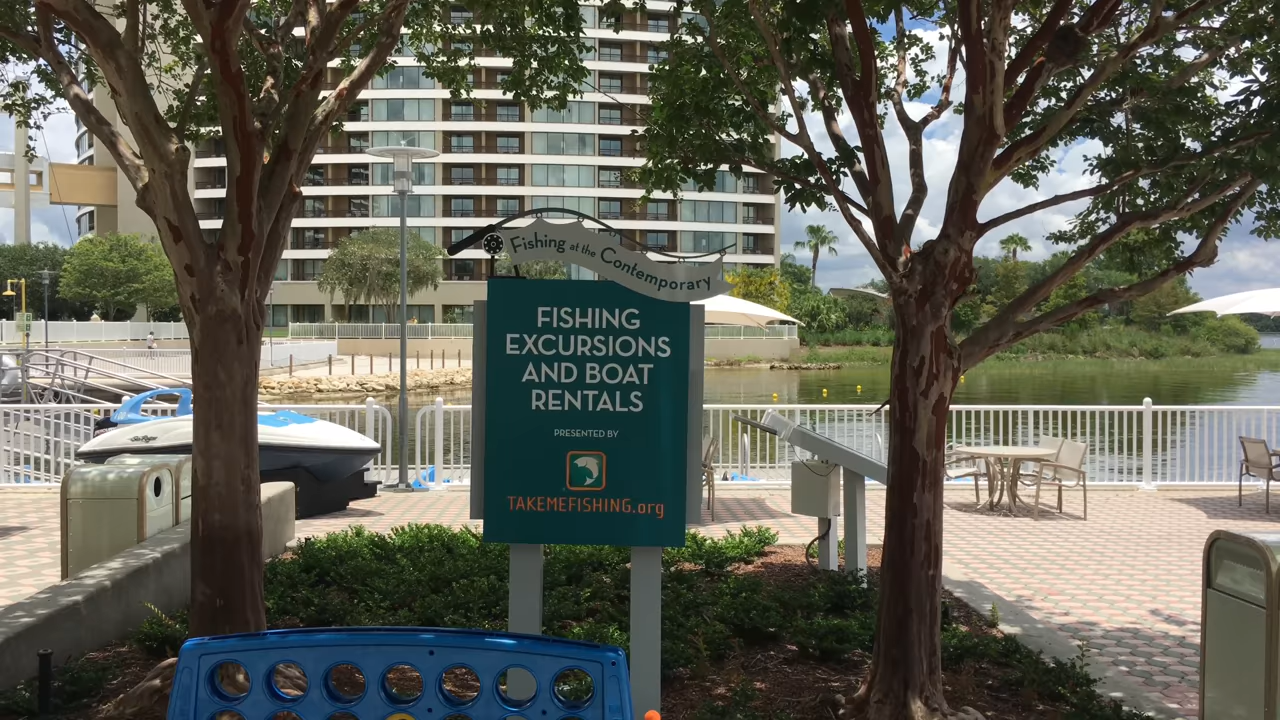 Fishing at the Contemporary
FISHING
EXCURSIONS
AND BOAT
RENTALS
PRESENTED BY
TAKEMEFISHING.org